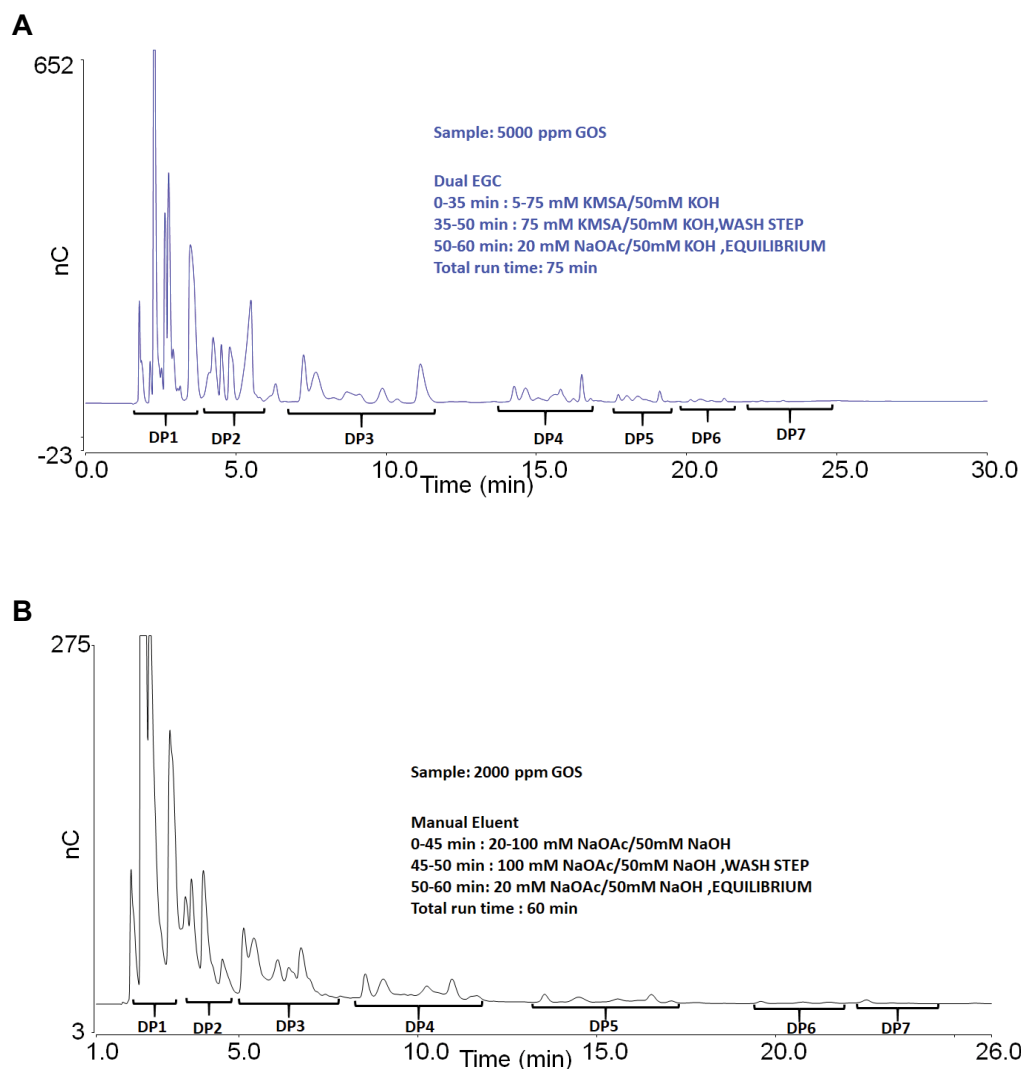 A
652
nC
-23
Sample: 5000 ppm GOS
Dual EGC
0-35 min : 5-75 mM KMSA/50mM KOH
35-50 min : 75 mM KMSA/50mM KOH,WASH STEP
50-60 min: 20 mM NaOAc/50mM KOH ,EQUILIBRIUM
Total run time: 75 min
DP1 DP2 DP3 DP4 DP5 DP6 DP7
0.0 5.0 10.0 15.0 20.0 25.0 30.0
Time (min)
B
275
nC
3
Sample: 2000 ppm GOS
Manual Eluent
0-45 min : 20-100 mM NaOAc/50mM NaOH
45-50 min : 100 mM NaOAc/50mM NaOH ,WASH STEP
50-60 min: 20 mM NaOAc/50mM NaOH ,EQUILIBRIUM
Total run time : 60 min
DP1 DP2 DP3 DP4 DP5 DP6 DP7
1.0 5.0 10.0 15.0 20.0 26.0
Time (min)